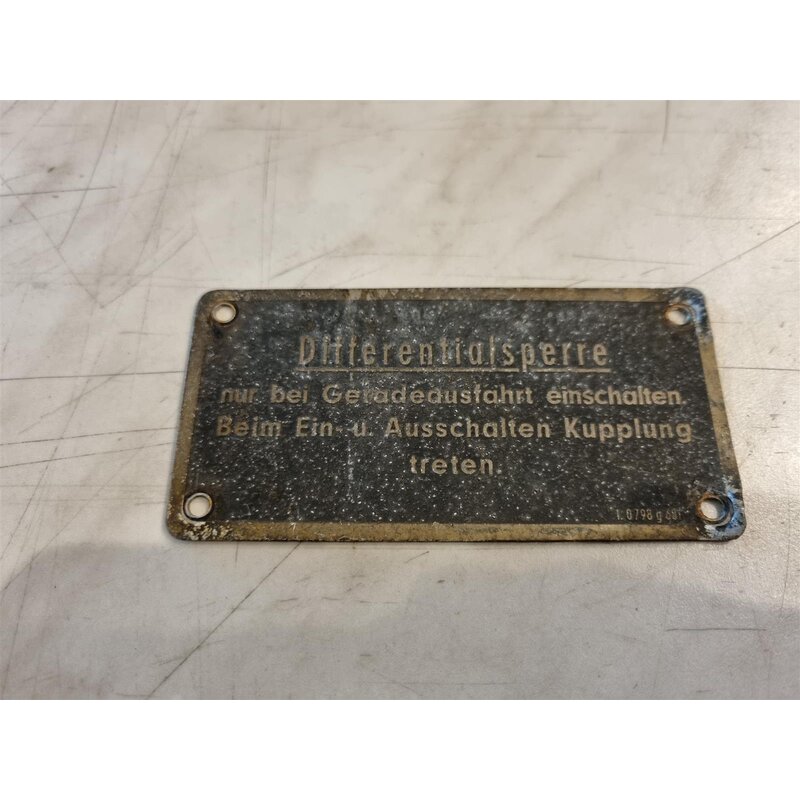 Differentialsperre
nur bei Geradeausfahrt einschalten.
Beim Ein- u. Ausschalten Kupplung
treten.